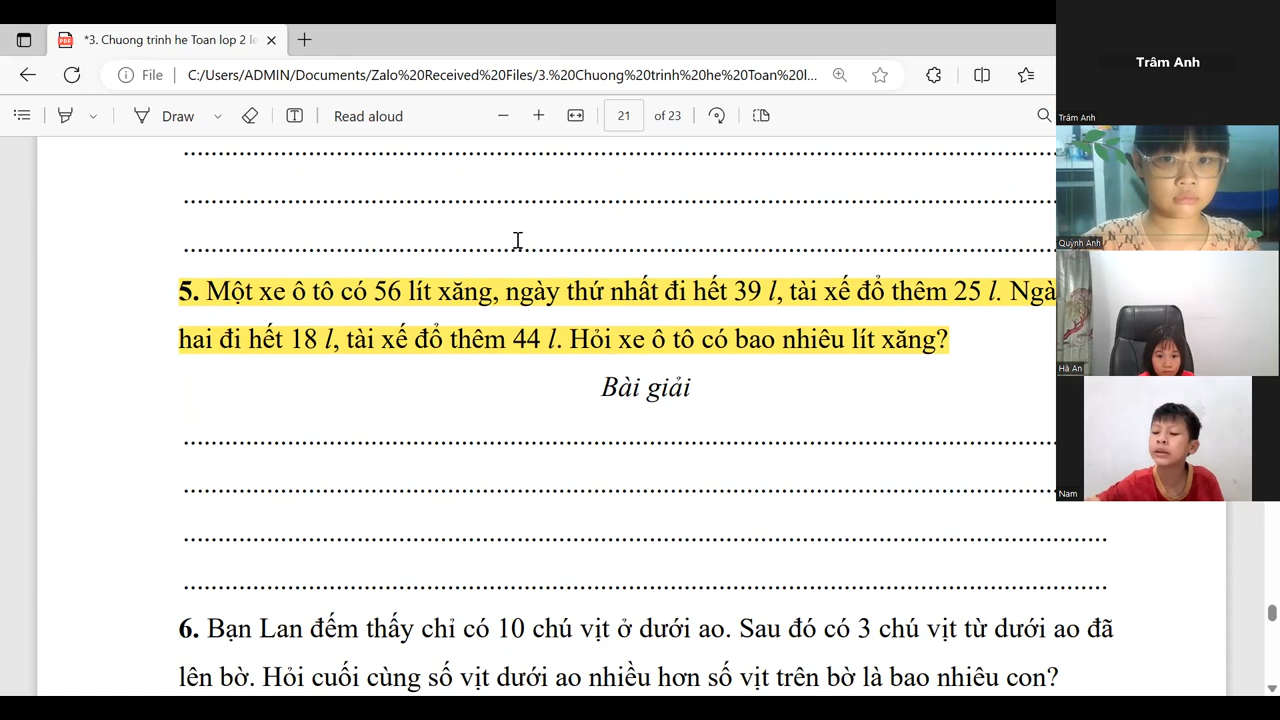 *3. Chuong trinh he Toan lop 2 le
File
C:/Users/ADMIN/Documents/Zalo%20Received%20Files/3.%20Chuong%20trinh%20he%20Toan%20l...
Draw
Read aloud
21
of 23
5. Một xe ô tô có 56 lít xăng, ngày thứ nhất đi hết 39 l, tài xế đổ thêm 25 l. Ngà
hai đi hết 18 l, tài xế đổ thêm 44 l. Hỏi xe ô tô có bao nhiêu lít xăng?
Bài giải
6. Bạn Lan đếm thấy chỉ có 10 chú vịt ở dưới ao. Sau đó có 3 chú vịt từ dưới ao đã
lên bờ. Hỏi cuối cùng số vịt dưới ao nhiều hơn số vịt trên bờ là bao nhiêu con?
Trâm Anh
Trâm Anh
Quỳnh Anh
Hà An
Nam